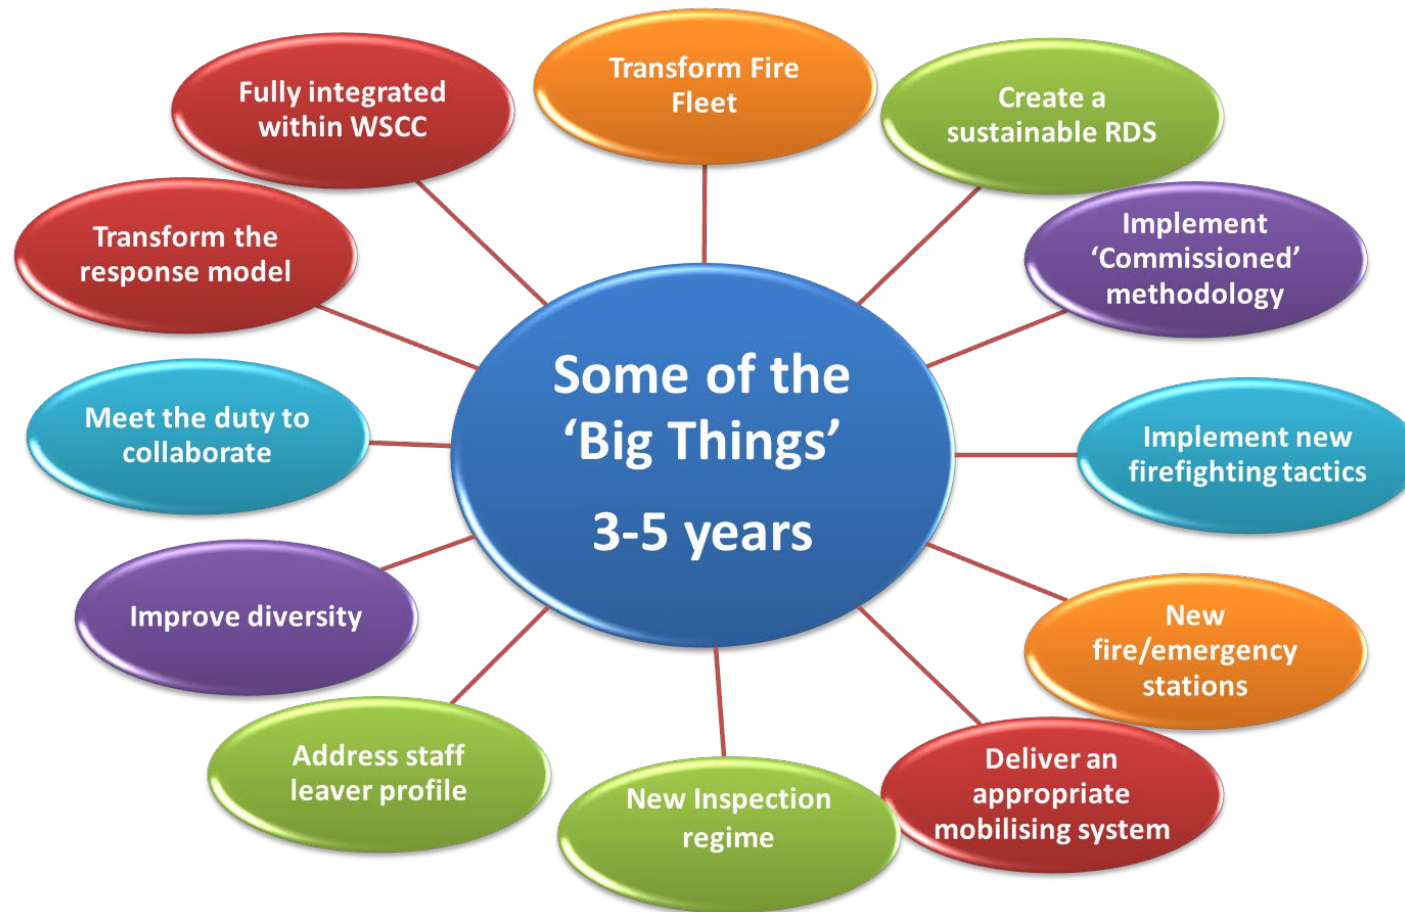 Some of the
‘Big Things’
3-5 years
Transform Fire
Fleet
Create a
sustainable RDS
Implement
‘Commissioned’
methodology
Implement new
firefighting tactics
New
fire/emergency
stations
Deliver an
appropriate
mobilising system
New Inspection
regime
Address staff
leaver profile
Improve diversity
Meet the duty to
collaborate
Transform the
response model
Fully integrated
within WSCC